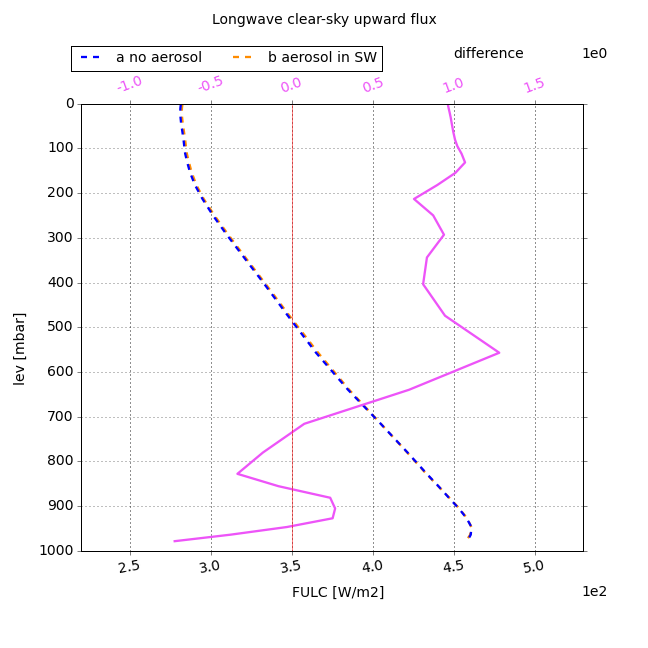 Longwave clear-sky upward flux
a no aerosol b aerosol in SW difference 1e0
-1.0 -0.5 0.0 0.5 1.0 1.5
0
100
200
300
400
500
600
700
800
900
1000
lev [mbar]
2.5 3.0 3.5 4.0 4.5 5.0
FULC [W/m2] 1e2